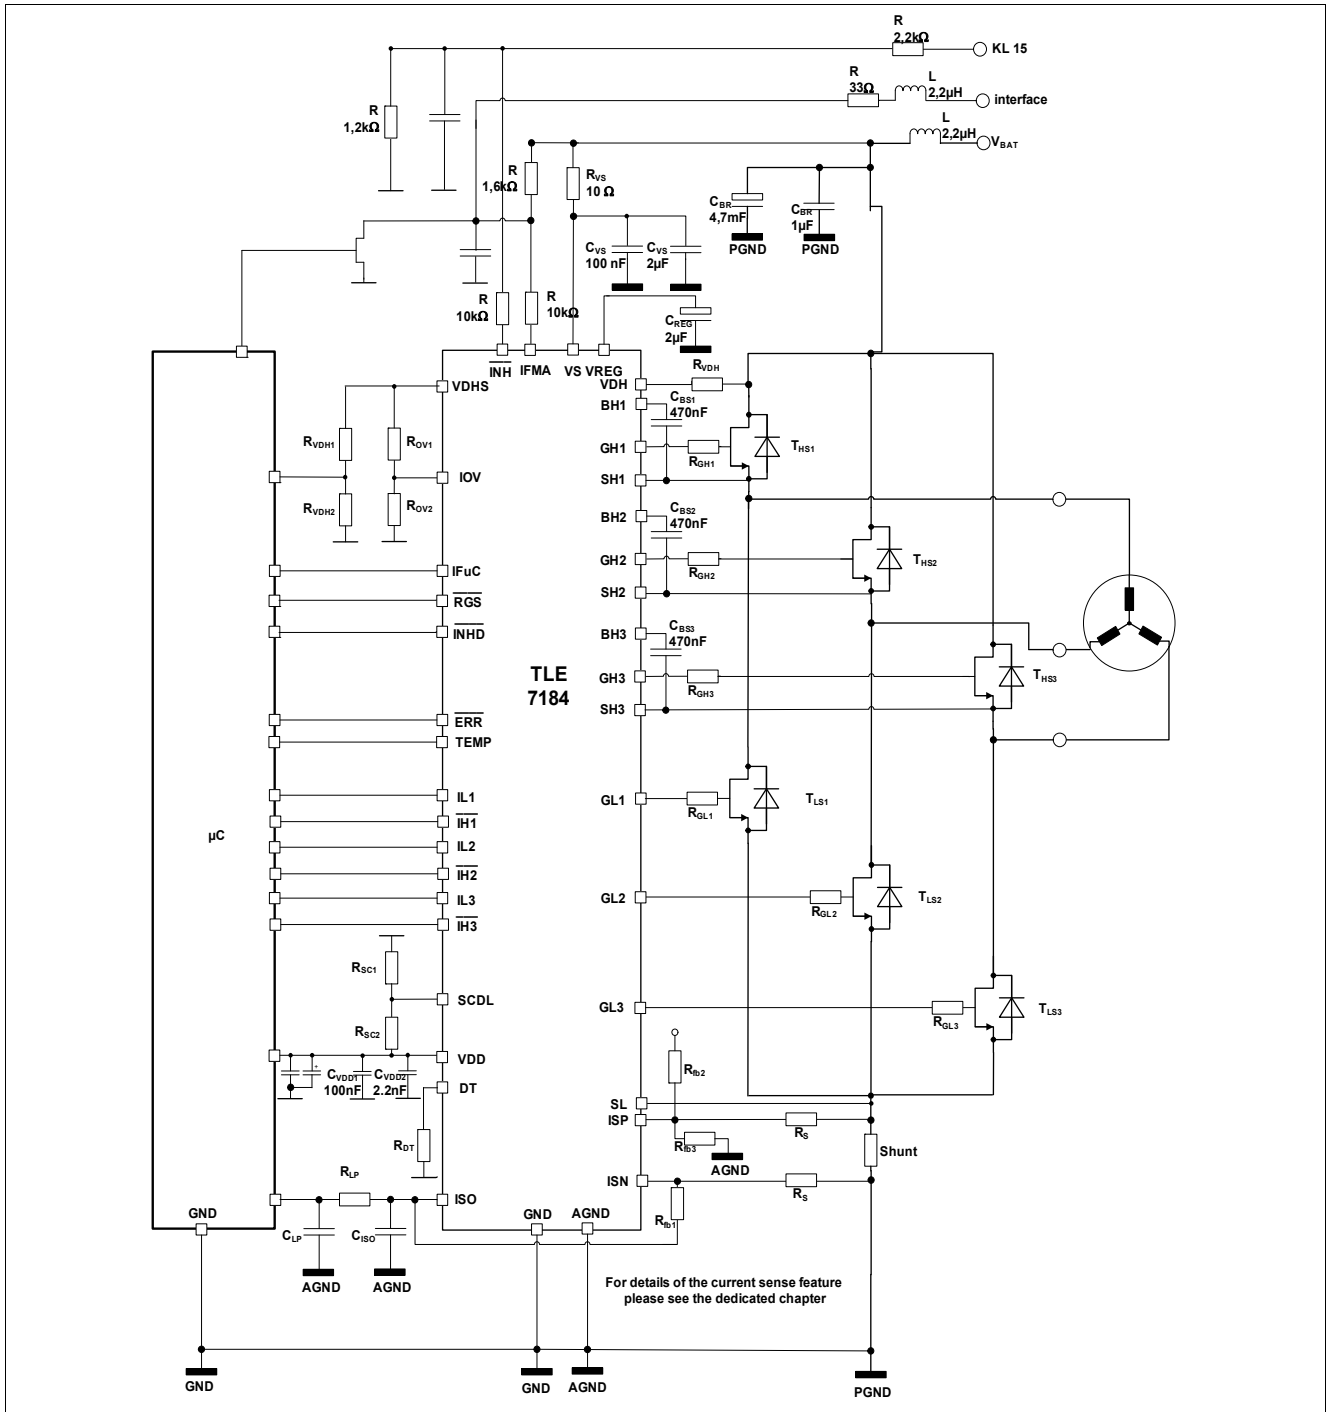 R
2,2kΩ
KL 15
R
33Ω
L
2,2µH
interface
L
2,2µH
VBAT
R
1,2kΩ
R
1,6kΩ
RVS
10 Ω
CBR
4,7mF
PGND
CBR
1µF
PGND
CVS
100 nF
CVS
2µF
R
10kΩ
R
10kΩ
CREG
2µF
INH
IFMA
VS
VREG
VDHS
VDH
RVDH
BH1
CBS1
470nF
RVDH1
ROV1
GH1
RGH1
THS1
IOV
SH1
RVDH2
ROV2
BH2
CBS2
470nF
GH2
RGH2
THS2
IFuC
RGS
SH2
INHD
BH3
CBS3
470nF
TLE
7184
GH3
RGH3
THS3
SH3
ERR
TEMP
IL1
GL1
RGL1
TLS1
IH1
µC
IL2
IH2
IL3
GL2
RGL2
TLS2
IH3
RSC1
SCDL
GL3
RGL3
TLS3
RSC2
VDD
CVDD1
100nF
CVDD2
2.2nF
DT
Rfb2
SL
ISP
RS
RDT
Rfb3
AGND
Shunt
RLP
ISN
RS
ISO
GND
GND
AGND
Rfb1
CLP
CISO
AGND
AGND
For details of the current sense feature
please see the dedicated chapter
GND
GND
AGND
PGND